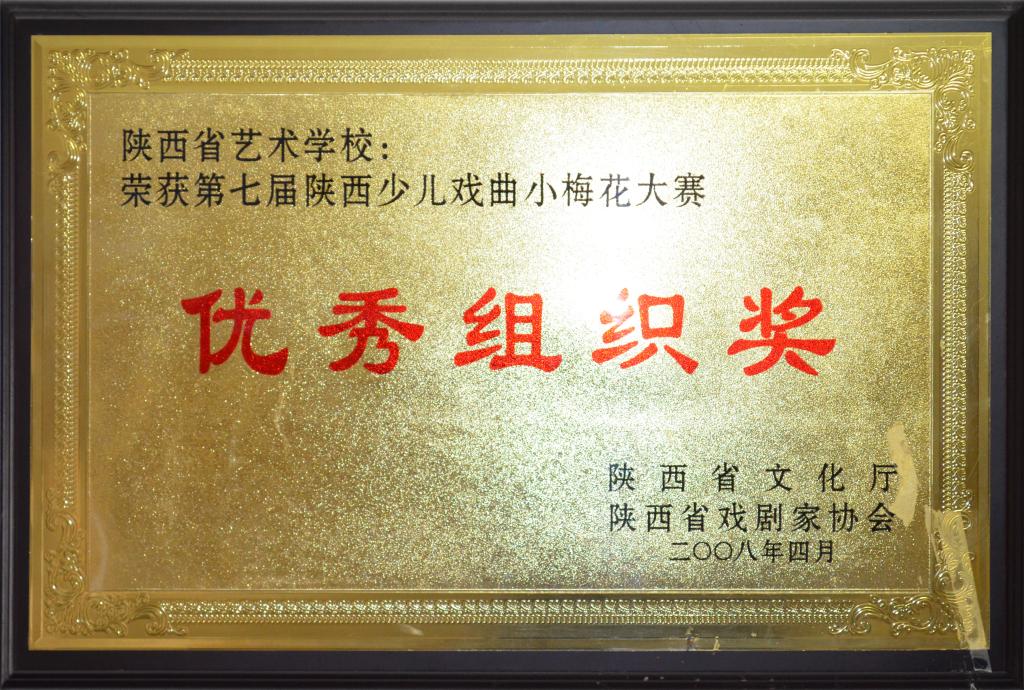 陕西省艺术学校：
荣获第七届陕西少儿戏曲小梅花大赛
优秀组织奖
陕西省文化厅
陕西省戏剧家协会
二〇〇八年四月